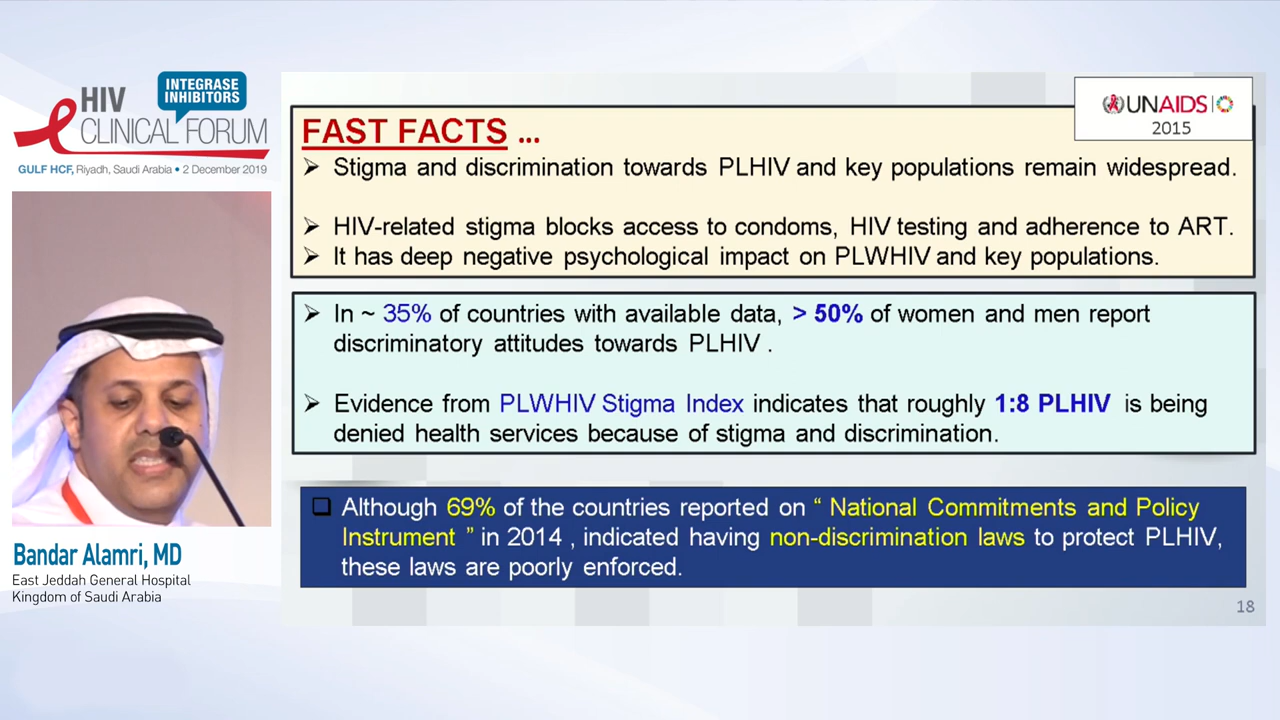 HIV
INTEGRASE
INHIBITORS
CLINICAL FORUM
GULF HCF, Riyadh, Saudi Arabia • 2 December 2019
UNAIDS
2015
FAST FACTS ...
➢ Stigma and discrimination towards PLHIV and key populations remain widespread.
➢ HIV-related stigma blocks access to condoms, HIV testing and adherence to ART.
➢ It has deep negative psychological impact on PLWHIV and key populations.
➢ In ~ 35% of countries with available data, > 50% of women and men report
discriminatory attitudes towards PLHIV .
➢ Evidence from PLWHIV Stigma Index indicates that roughly 1:8 PLHIV is being
denied health services because of stigma and discrimination.
❑ Although 69% of the countries reported on “ National Commitments and Policy
Instrument ” in 2014 , indicated having non-discrimination laws to protect PLHIV,
these laws are poorly enforced.
18
Bandar Alamri, MD
East Jeddah General Hospital
Kingdom of Saudi Arabia